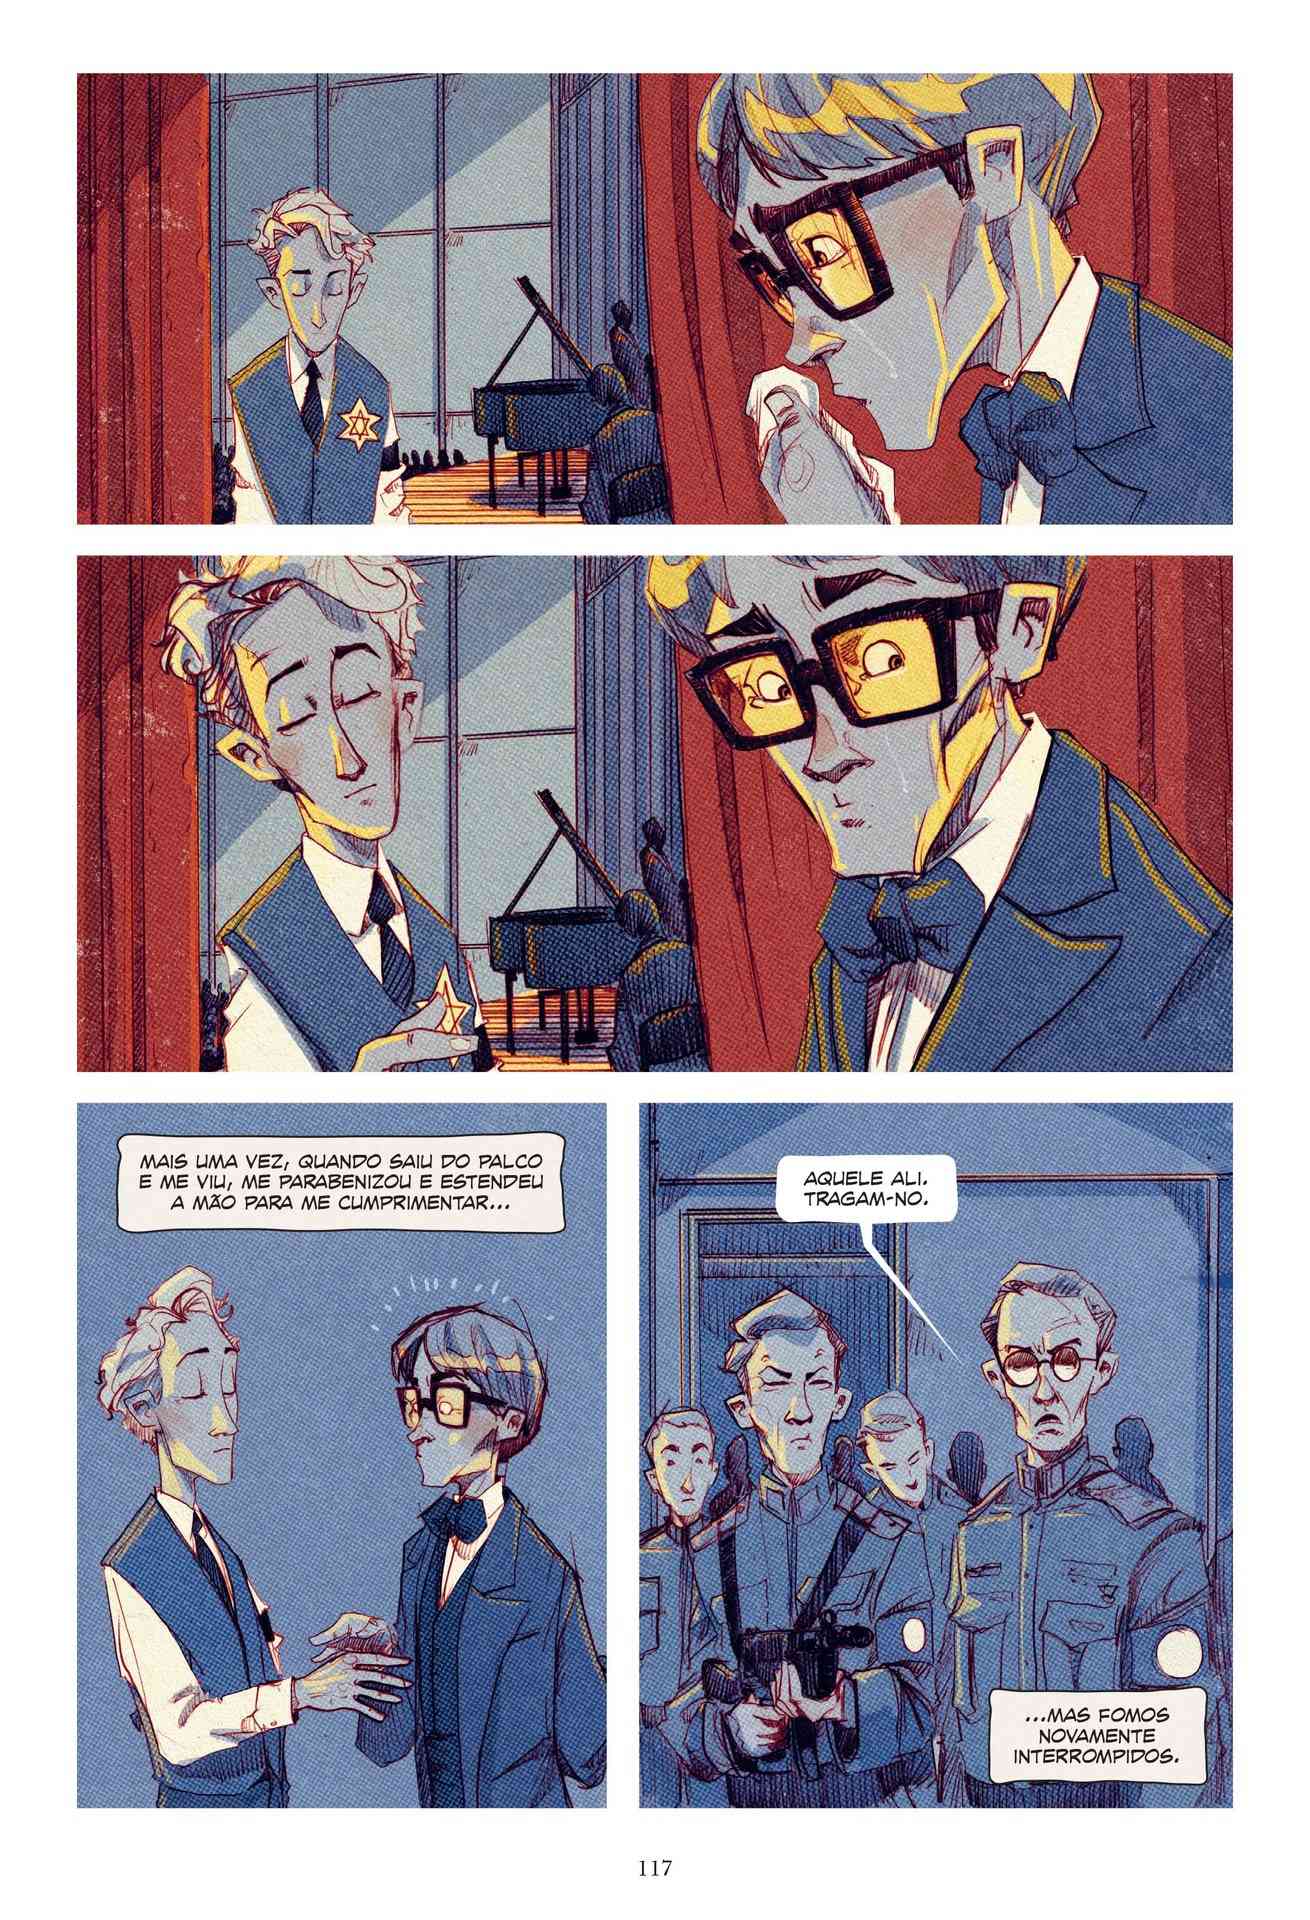 MAIS UMA VEZ, QUANDO SAIU DO PALCO
E ME VIU, ME PARABENIZOU E ESTENDEU
A MÃO PARA ME CUMPRIMENTAR...
AQUELE ALI.
TRAGAM-NO.
...MAS FOMOS
NOVAMENTE
INTERROMPIDOS.
117